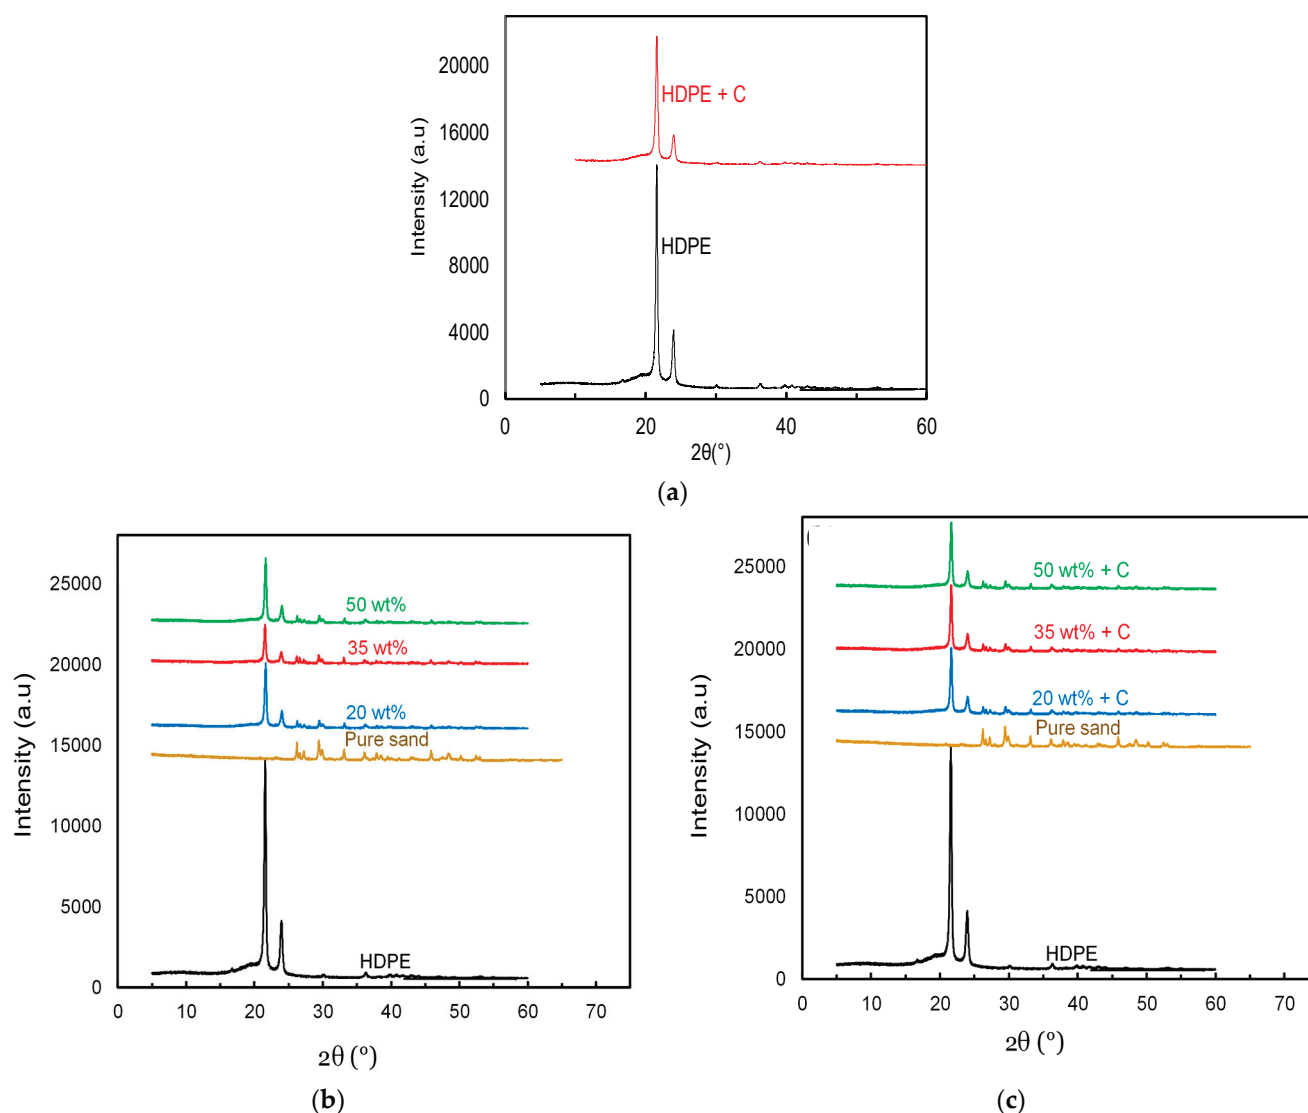 20000
16000
12000
8000
4000
0
Intensity (a.u)
HDPE + C
HDPE
0 20 40 60
2θ(°)
(a)
25000
20000
15000
10000
5000
0
Intensity (a.u)
50 wt%
35 wt%
20 wt%
Pure sand
HDPE
0 10 20 30 40 50 60 70
2θ (º)
(b)
25000
20000
15000
10000
5000
0
Intensity (a.u)
50 wt% + C
35 wt% + C
20 wt% + C
Pure sand
HDPE
0 10 20 30 40 50 60 70
2θ (º)
(c)